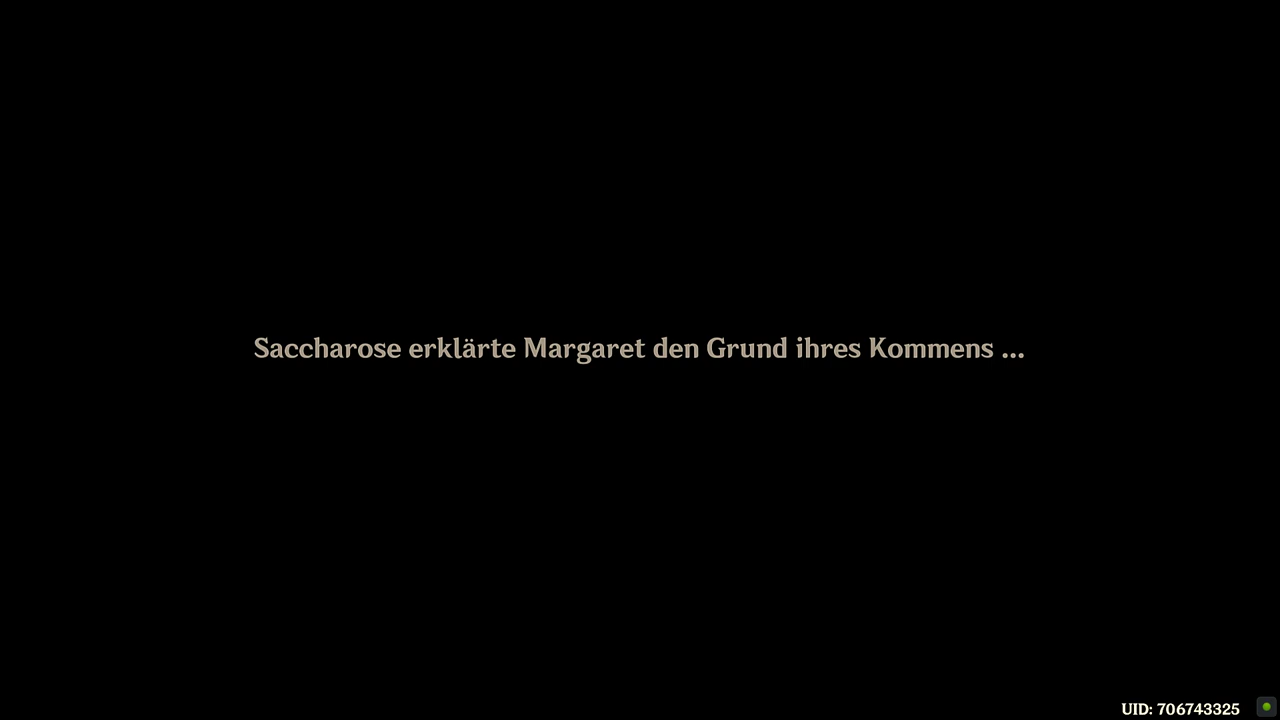 Saccharose erklärte Margaret den Grund ihres Kommens ...
UID: 706743325